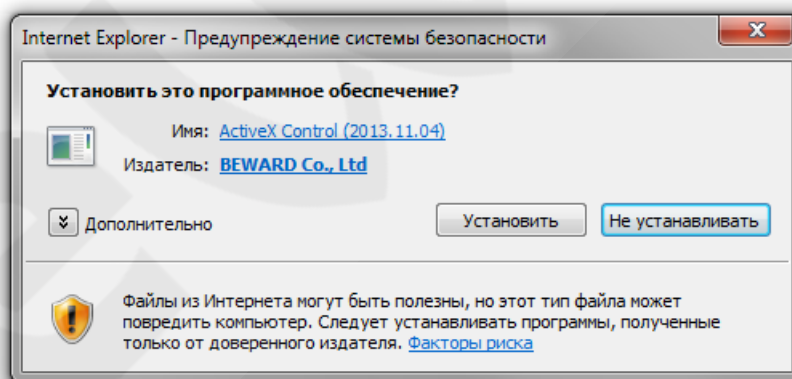 Internet Explorer - Предупреждение системы безопасности
Установить это программное обеспечение?
Имя: ActiveX Control (2013.11.04)
Издатель: BEWARD Co., Ltd
Дополнительно
Установить
Не устанавливать
Файлы из Интернета могут быть полезны, но этот тип файла может
повредить компьютер. Следует устанавливать программы, полученные
только от доверенного издателя. Факторы риска